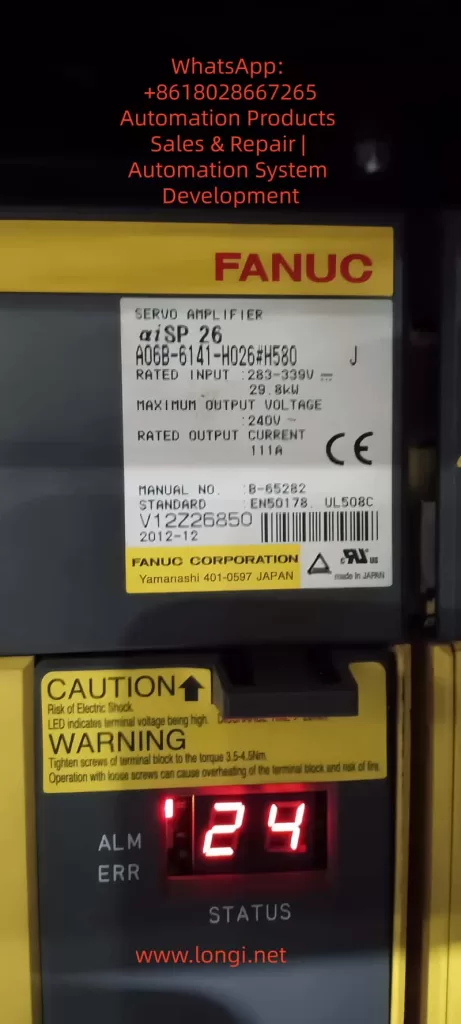 WhatsApp:
+8618028667265
Automation Products
Sales & Repair|
Automation System
Development
FANUC
SERVO AMPLIFIER
αiSP 26
A06B-6141-H026#H580 J
RATED INPUT :283-339V ⎓
29.8kW
MAXIMUM OUTPUT VOLTAGE
:240V ~
RATED OUTPUT CURRENT
111A
CE
MANUAL NO. :B-65282
STANDARD :EN50178. UL508C
V12Z26850
2012-12
FANUC CORPORATION
Yamanashi 401-0597 JAPAN
c RU us
made in JAPAN
CAUTION
Risk of Electric Shock.
LED indicates terminal voltage being high.
WARNING
Tighten screws of terminal block to the torque 3.5-4.5Nm.
Operation with loose screws can cause overheating of the terminal block and risk of fire.
24
ALM
ERR
STATUS
www.longi.net